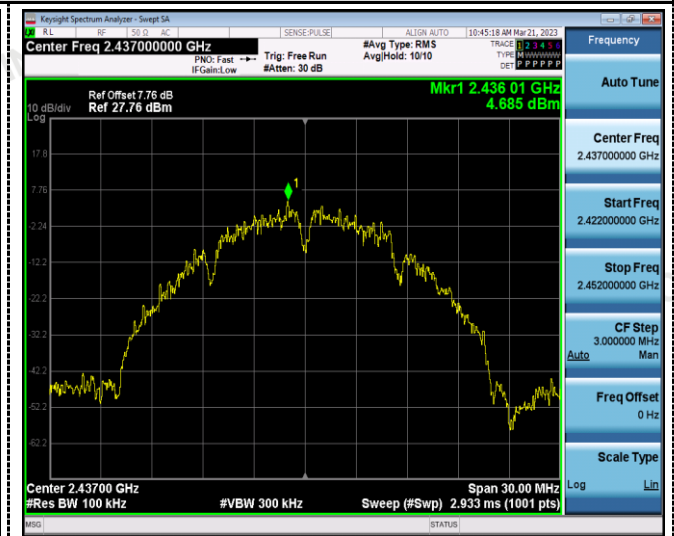 Keysight Spectrum Analyzer - Swept SA
RL RF 50 Ω AC SENSE:PULSE ALIGN AUTO 10:45:18 AM Mar 21, 2023
Center Freq 2.437000000 GHz
PNO: Fast
IFGain:Low
Trig: Free Run
#Atten: 30 dB
#Avg Type: RMS
Avg|Hold: 10/10
TRACE 1 2 3 4 5 6
TYPE M W W W W W
DET P P P P P P
Mkr1 2.436 01 GHz
4.685 dBm
Ref Offset 7.76 dB
10 dB/div Ref 27.76 dBm
Log
17.8
7.76
-2.24
-12.2
-22.2
-32.2
-42.2
-52.2
-62.2
1
Center 2.43700 GHz Span 30.00 MHz
#Res BW 100 kHz #VBW 300 kHz Sweep (#Swp) 2.933 ms (1001 pts)
MSG STATUS
Frequency
Auto Tune
Center Freq
2.437000000 GHz
Start Freq
2.422000000 GHz
Stop Freq
2.452000000 GHz
CF Step
3.000000 MHz
Auto Man
Freq Offset
0 Hz
Scale Type
Log Lin